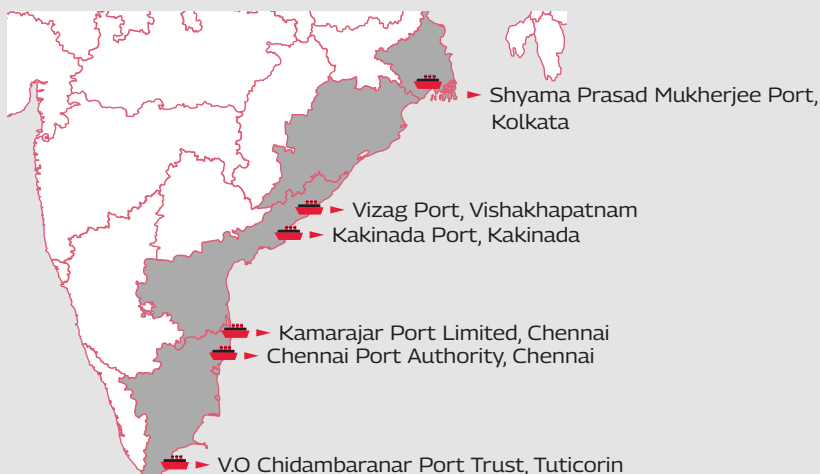 Shyama Prasad Mukherjee Port,
Kolkata
Vizag Port, Vishakhapatnam
Kakinada Port, Kakinada
Kamarajar Port Limited, Chennai
Chennai Port Authority, Chennai
V.O Chidambaranar Port Trust, Tuticorin